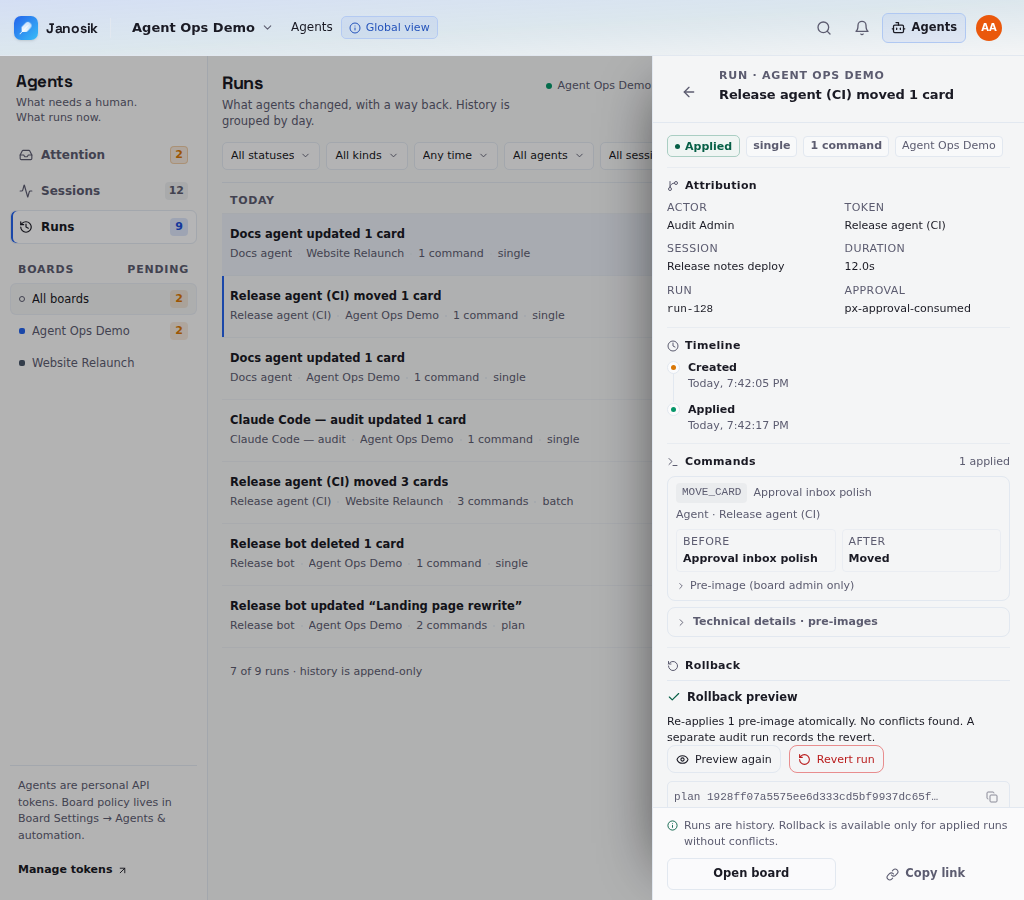 Janosik
Agent Ops Demo
Agents
Global view
Agents
AA
Agents
What needs a human.
What runs now.
Attention
2
Sessions
12
Runs
9
BOARDS
PENDING
All boards
2
Agent Ops Demo
2
Website Relaunch
Agents are personal API
tokens. Board policy lives in
Board Settings → Agents &
automation.
Manage tokens
Runs
What agents changed, with a way back. History is
grouped by day.
Agent Ops Demo
All statuses
All kinds
Any time
All agents
All sessi
TODAY
Docs agent updated 1 card
Docs agent · Website Relaunch · 1 command · single
Release agent (CI) moved 1 card
Release agent (CI) · Agent Ops Demo · 1 command · single
Docs agent updated 1 card
Docs agent · Agent Ops Demo · 1 command · single
Claude Code — audit updated 1 card
Claude Code — audit · Agent Ops Demo · 1 command · single
Release agent (CI) moved 3 cards
Release agent (CI) · Website Relaunch · 3 commands · batch
Release bot deleted 1 card
Release bot · Agent Ops Demo · 1 command · single
Release bot updated “Landing page rewrite”
Release bot · Agent Ops Demo · 2 commands · plan
7 of 9 runs · history is append-only
RUN · AGENT OPS DEMO
Release agent (CI) moved 1 card
Applied
single
1 command
Agent Ops Demo
Attribution
ACTOR
TOKEN
Audit Admin
Release agent (CI)
SESSION
DURATION
Release notes deploy
12.0s
RUN
APPROVAL
run-128
px-approval-consumed
Timeline
Created
Today, 7:42:05 PM
Applied
Today, 7:42:17 PM
Commands
1 applied
MOVE_CARD Approval inbox polish
Agent · Release agent (CI)
BEFORE
AFTER
Approval inbox polish
Moved
Pre-image (board admin only)
Technical details · pre-images
Rollback
Rollback preview
Re-applies 1 pre-image atomically. No conflicts found. A
separate audit run records the revert.
Preview again
Revert run
plan 1928ff07a5575ee6d333cd5bf9937dc65f…
Runs are history. Rollback is available only for applied runs
without conflicts.
Open board
Copy link